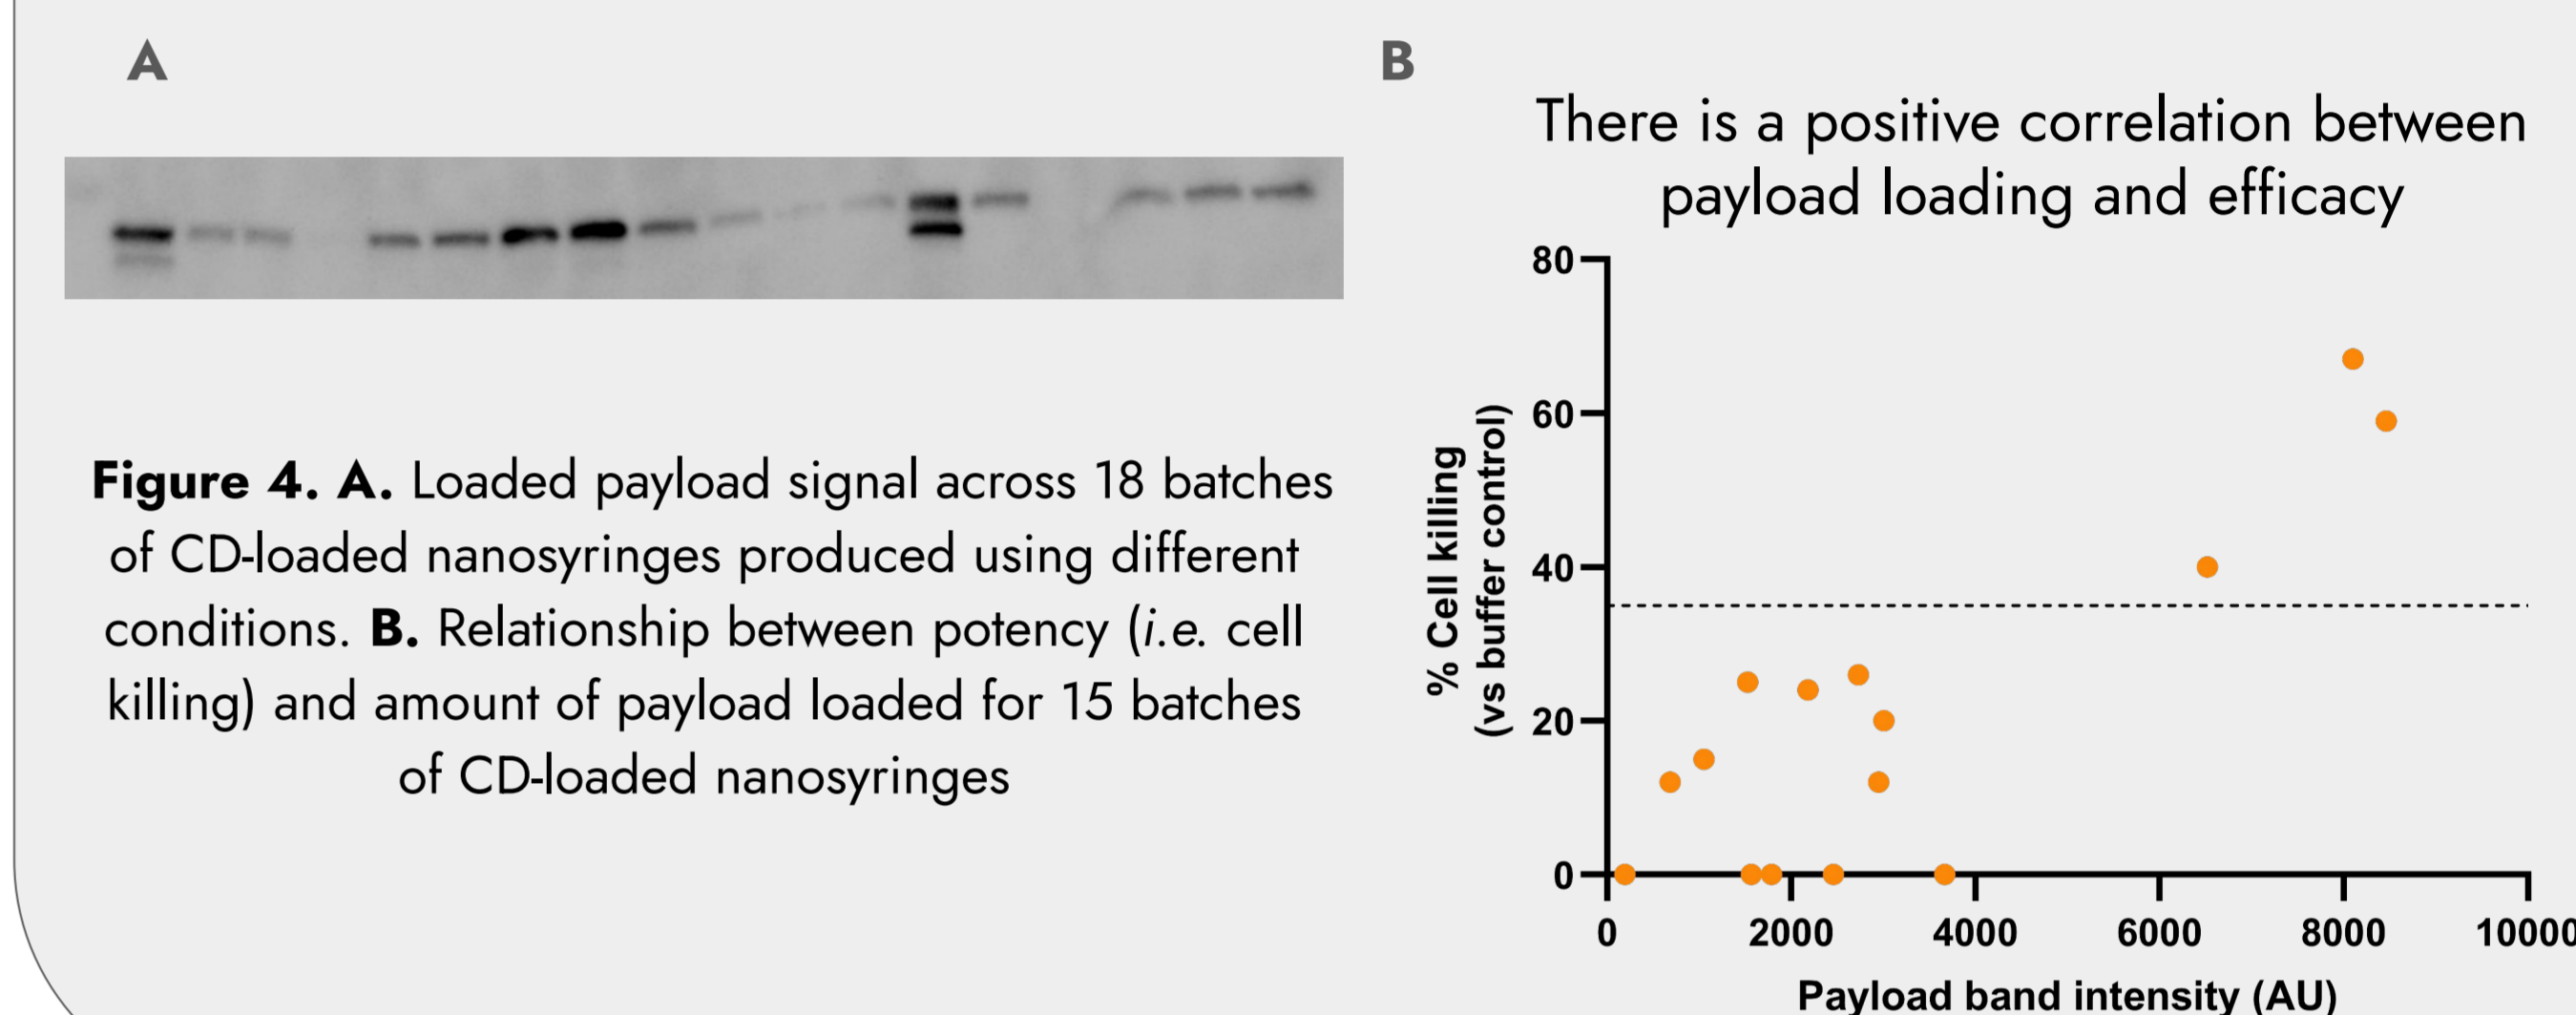 A
Figure 4. A. Loaded payload signal across 18 batches
of CD-loaded nanosyringes produced using different
conditions. B. Relationship between potency (i.e. cell
killing) and amount of payload loaded for 15 batches
of CD-loaded nanosyringes
B
There is a positive correlation between
payload loading and efficacy
% Cell killing
(vs buffer control)
80
60
40
20
0
0 2000 4000 6000 8000 10000
Payload band intensity (AU)